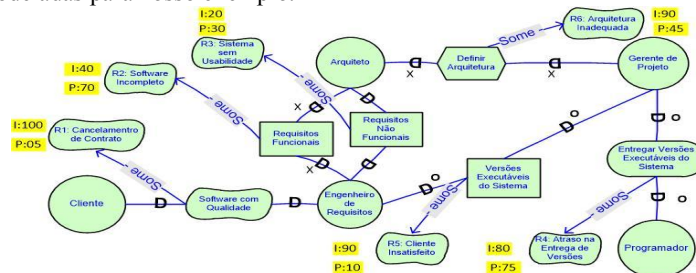 I:20
P:30
R3: Sistema
sem
Usabilidade
Some
Arquiteto
D
x
Definir
Arquitetura
D
x
Some
R6: Arquitetura
Inadequada
I:90
P:45
Gerente de
Projeto
I:40
P:70
R2: Software
Incompleto
Some
x
D
D
Requisitos
Funcionais
Requisitos
Não
Funcionais
x
D
D
D
o
D
o
I:100
P:05
R1: Cancelamento
de Contrato
Some
Cliente
D
Software com
Qualidade
D
Engenheiro
de
Requisitos
D
o
Versões
Executáveis
do Sistema
Some
Entregar Versões
Executáveis do
Sistema
Some
D
o
I:90
P:10
R5: Cliente
Insatisfeito
I:80
P:75
R4: Atraso na
Entrega de
Versões
Programador